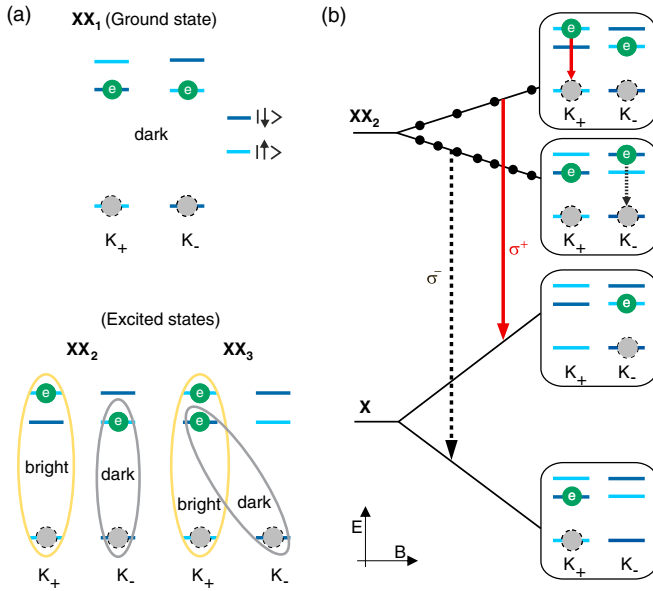 (a)
XX₁ (Ground state)
e
e
dark
|↓>
|↑>
K₊
K₋
(Excited states)
XX₂
XX₃
e
e
e
e
bright
dark
bright
dark
K₊
K₋
K₊
K₋
(b)
XX₂
e
e
K₊
K₋
e
e
K₊
K₋
σ⁺
σ⁻
e
K₊
K₋
X
e
K₊
K₋
E
B